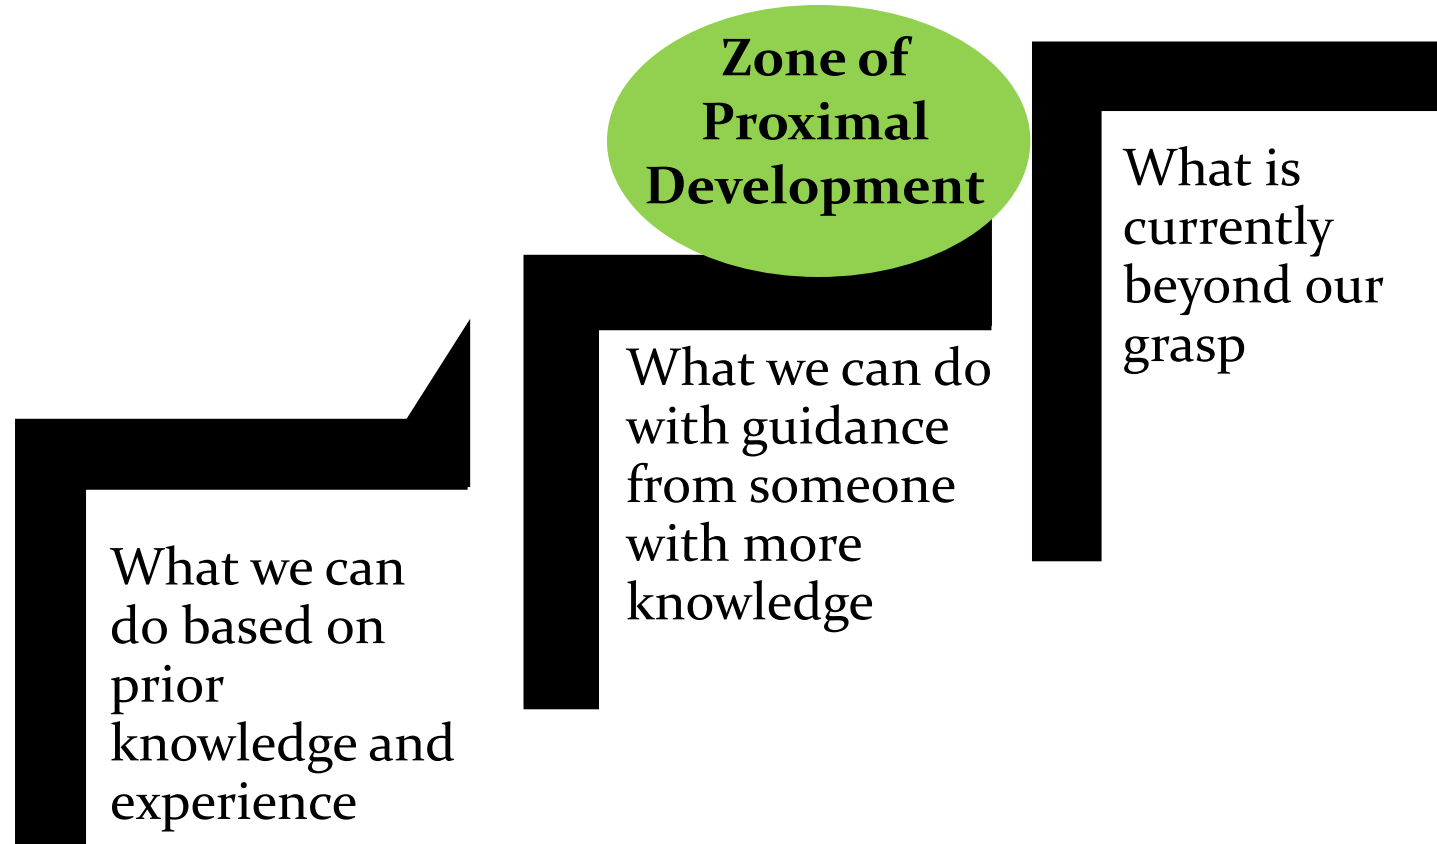 Zone of
Proximal
Development
What is
currently
beyond our
grasp
What we can do
with guidance
from someone
with more
knowledge
What we can
do based on
prior
knowledge and
experience